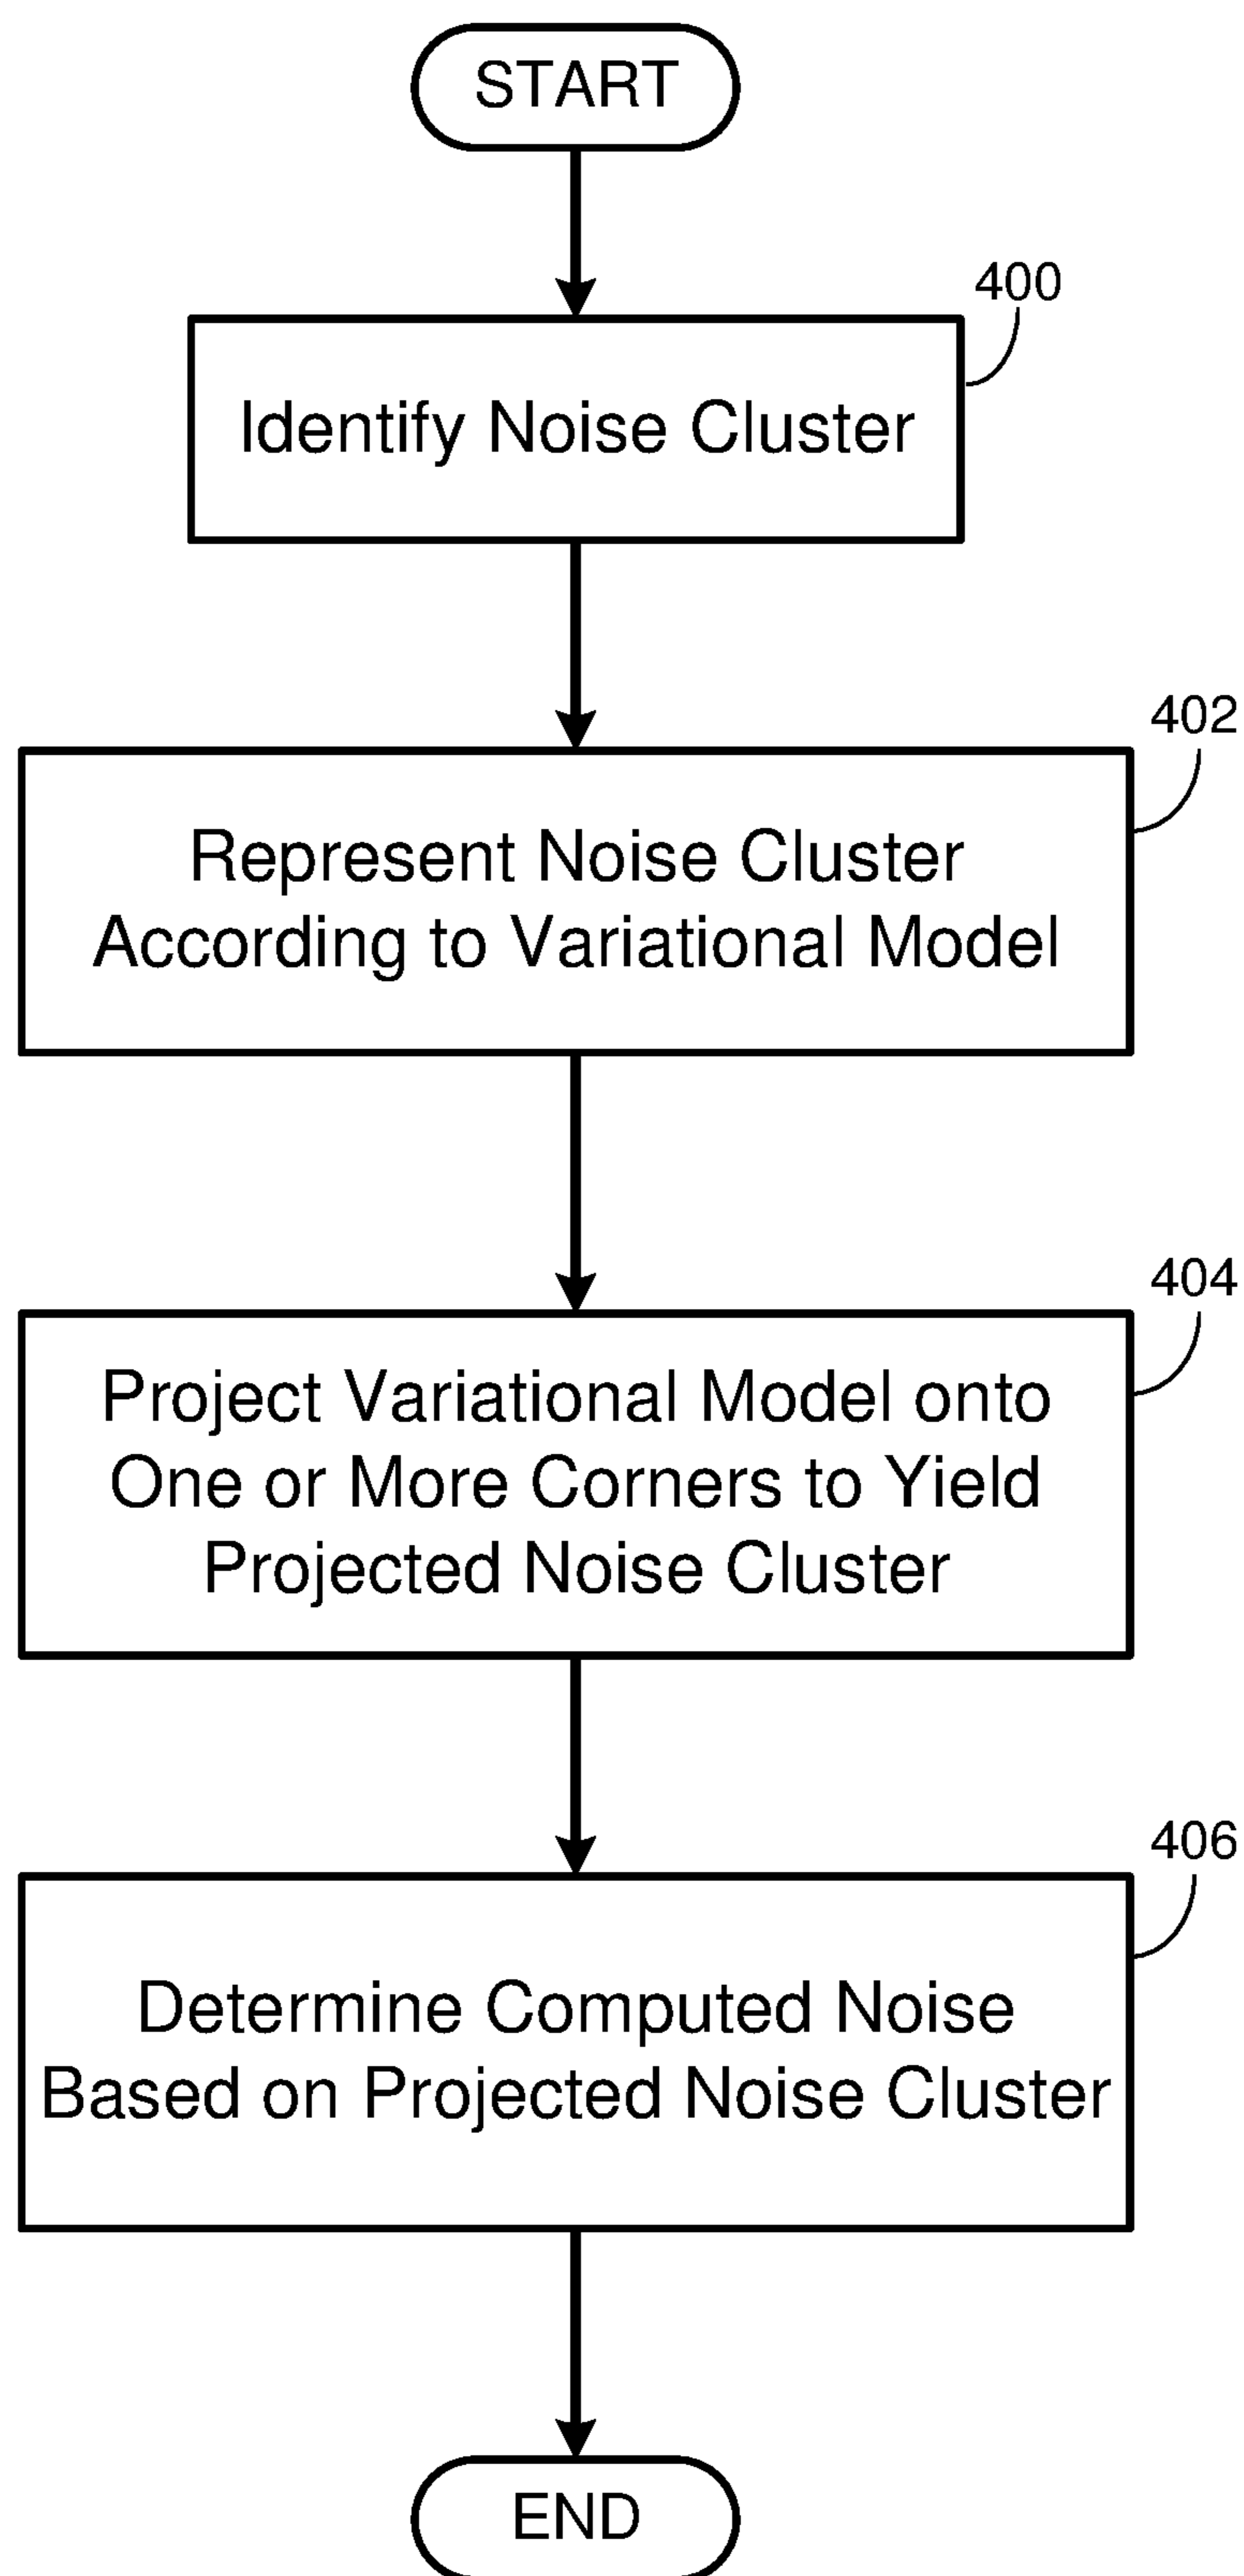 START
400
Identify Noise Cluster
402
Represent Noise Cluster
According to Variational Model
404
Project Variational Model onto
One or More Corners to Yield
Projected Noise Cluster
406
Determine Computed Noise
Based on Projected Noise Cluster
END